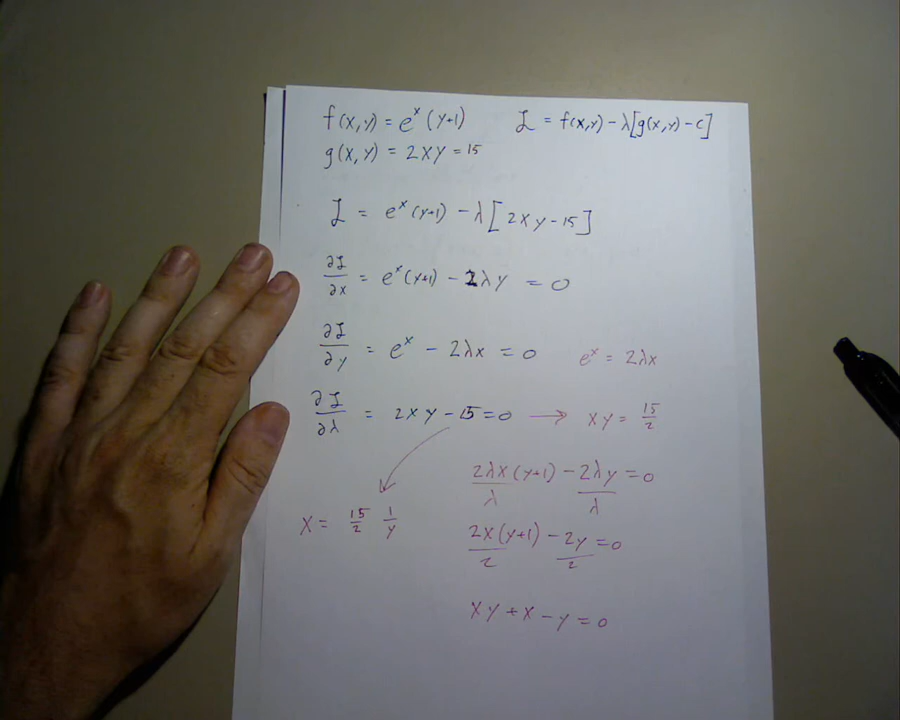 f(x,y) = e^x (y+1) ℒ = f(x,y) - λ[g(x,y) - c]
g(x,y) = 2xy = 15
ℒ = e^x (y+1) - λ[2xy - 15]
∂ℒ/∂x = e^x (y+1) - 2λy = 0
∂ℒ/∂y = e^x - 2λx = 0 e^x = 2λx
∂ℒ/∂λ = 2xy - 15 = 0 → xy = 15/2
2λx(y+1)/λ - 2λy/λ = 0
x = 15/2 1/y
2x(y+1)/2 - 2y/2 = 0
xy + x - y = 0